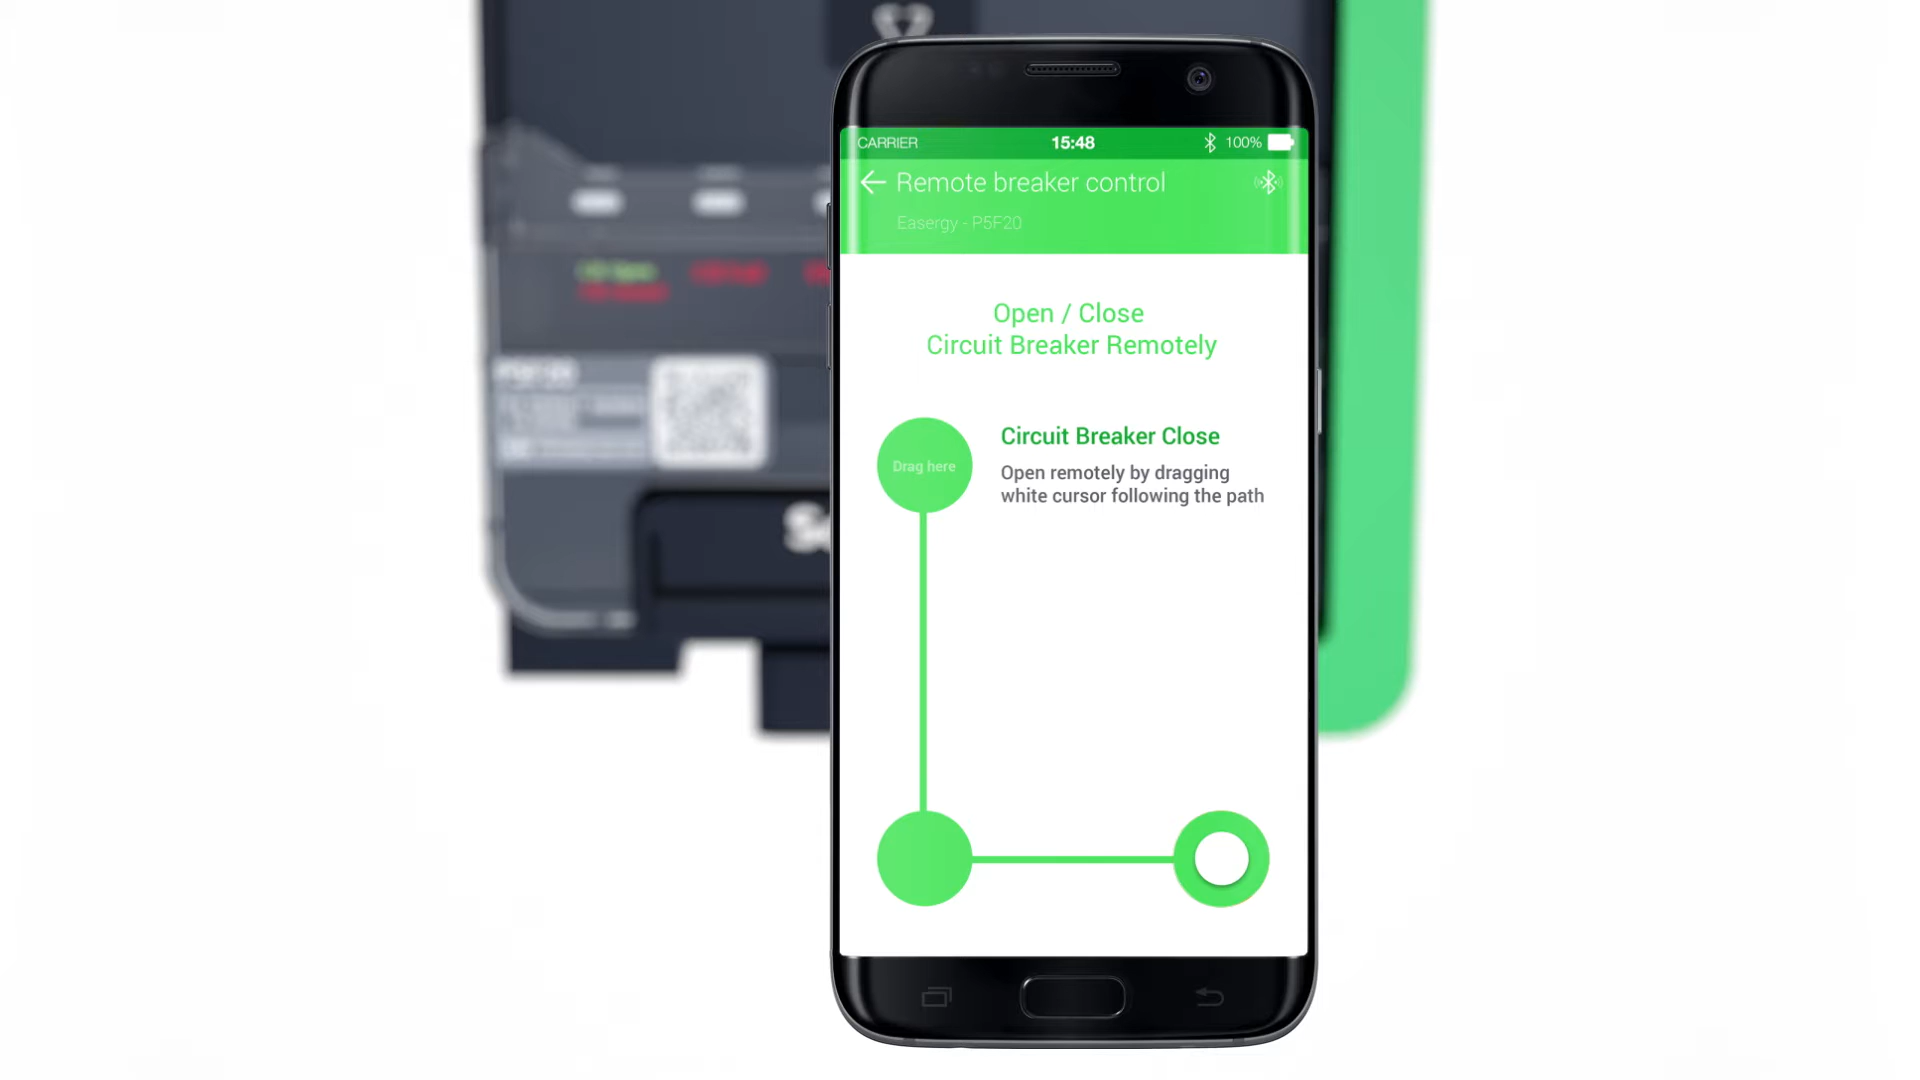 CARRIER 15:48 100%
Remote breaker control
Easergy - P5F20
Open / Close
Circuit Breaker Remotely
Drag here
Circuit Breaker Close
Open remotely by dragging
white cursor following the path